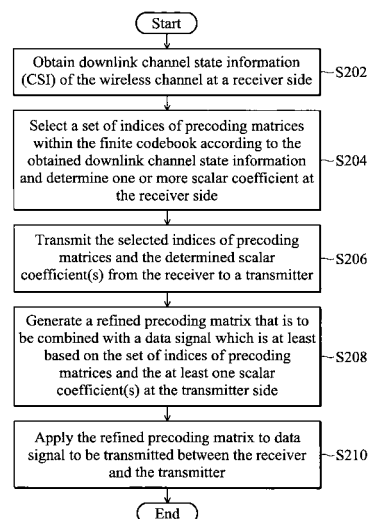 Start
Obtain downlink channel state information
(CSI) of the wireless channel at a receiver side
S202
Select a set of indices of precoding matrices
within the finite codebook according to the
obtained downlink channel state information
and determine one or more scalar coefficient at
the receiver side
S204
Transmit the selected indices of precoding
matrices and the determined scalar
coefficient(s) from the receiver to a transmitter
S206
Generate a refined precoding matrix that is to
be combined with a data signal which is at least
based on the set of indices of precoding
matrices and the at least one scalar
coefficient(s) at the transmitter side
S208
Apply the refined precoding matrix to data
signal to be transmitted between the receiver
and the transmitter
S210
End